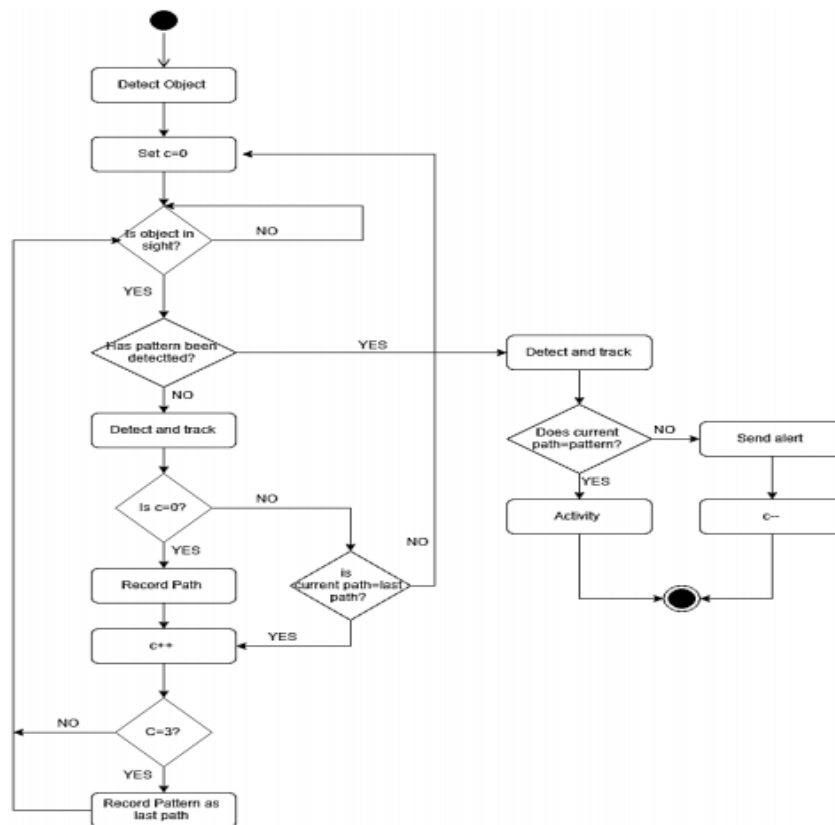 Detect Object
Set c=0
Is object in
sight?
NO
YES
Has pattern been
detectted?
YES
NO
Detect and track
Does current
path=pattern?
NO
Send alert
YES
Activity
c--
Detect and track
Is c=0?
NO
YES
is
current path=last
path?
NO
YES
Record Path
c++
C=3?
NO
YES
Record Pattern as
last path